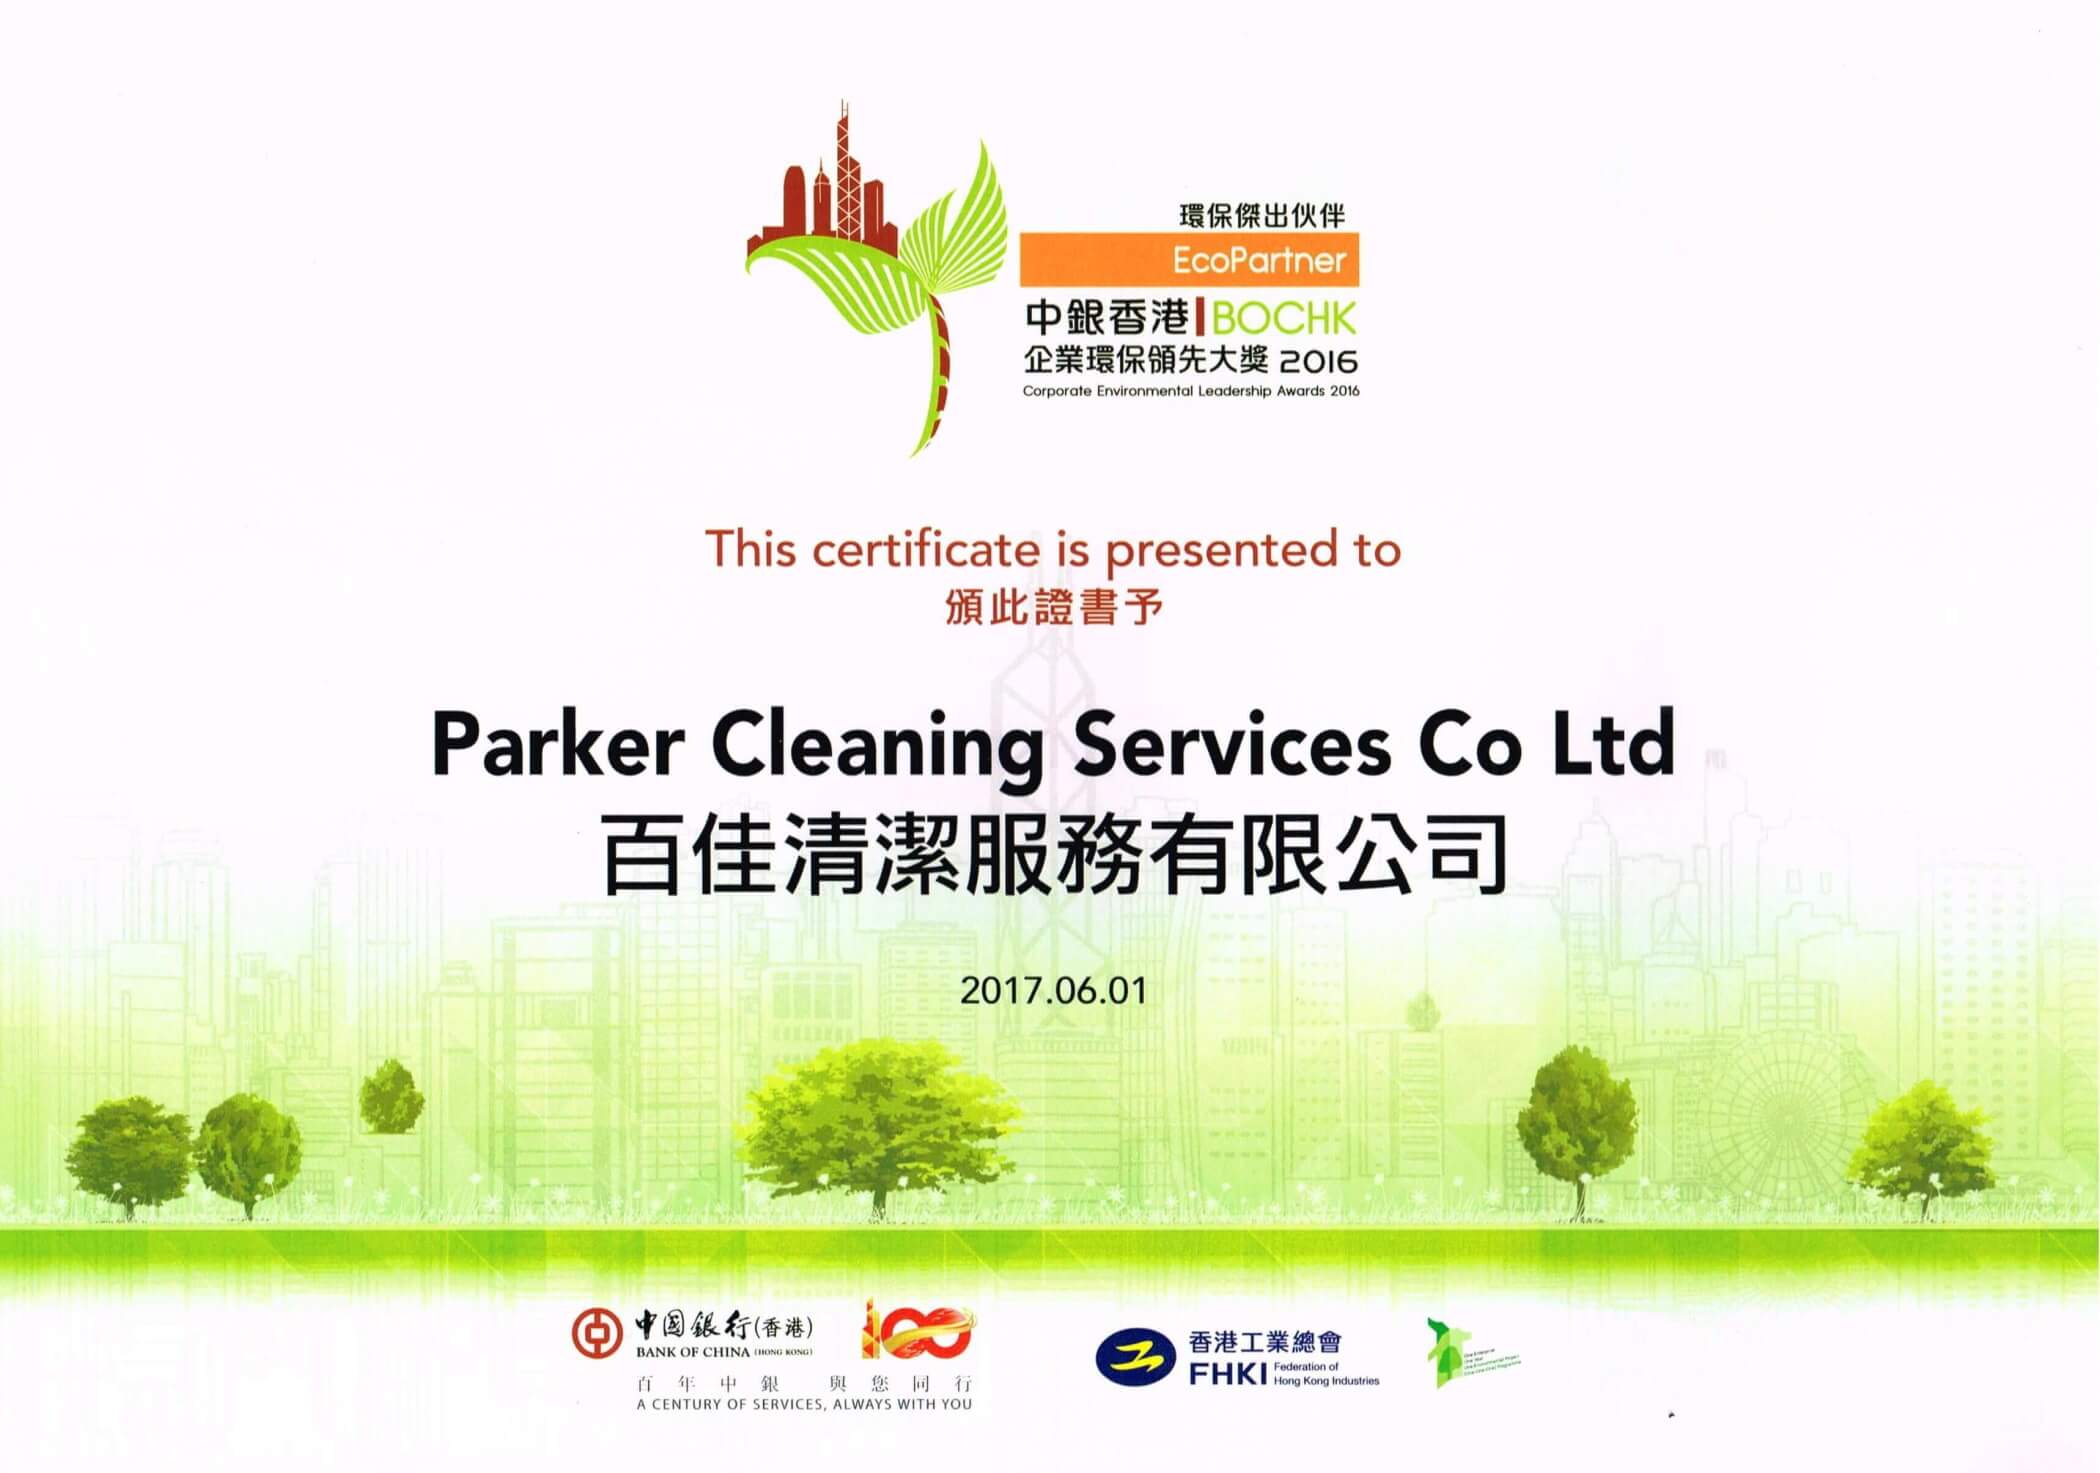 環保傑出伙伴
EcoPartner
中銀香港 BOCHK
企業環保領先大獎 2016
Corporate Environmental Leadership Awards 2016
This certificate is presented to
頒此證書予
Parker Cleaning Services Co Ltd
百佳清潔服務有限公司
2017.06.01
中国銀行(香港)
BANK OF CHINA (HONG KONG)
100
百年中銀 與您同行
A CENTURY OF SERVICES, ALWAYS WITH YOU
香港工業總會
FHKI Federation of
Hong Kong Industries
One Year